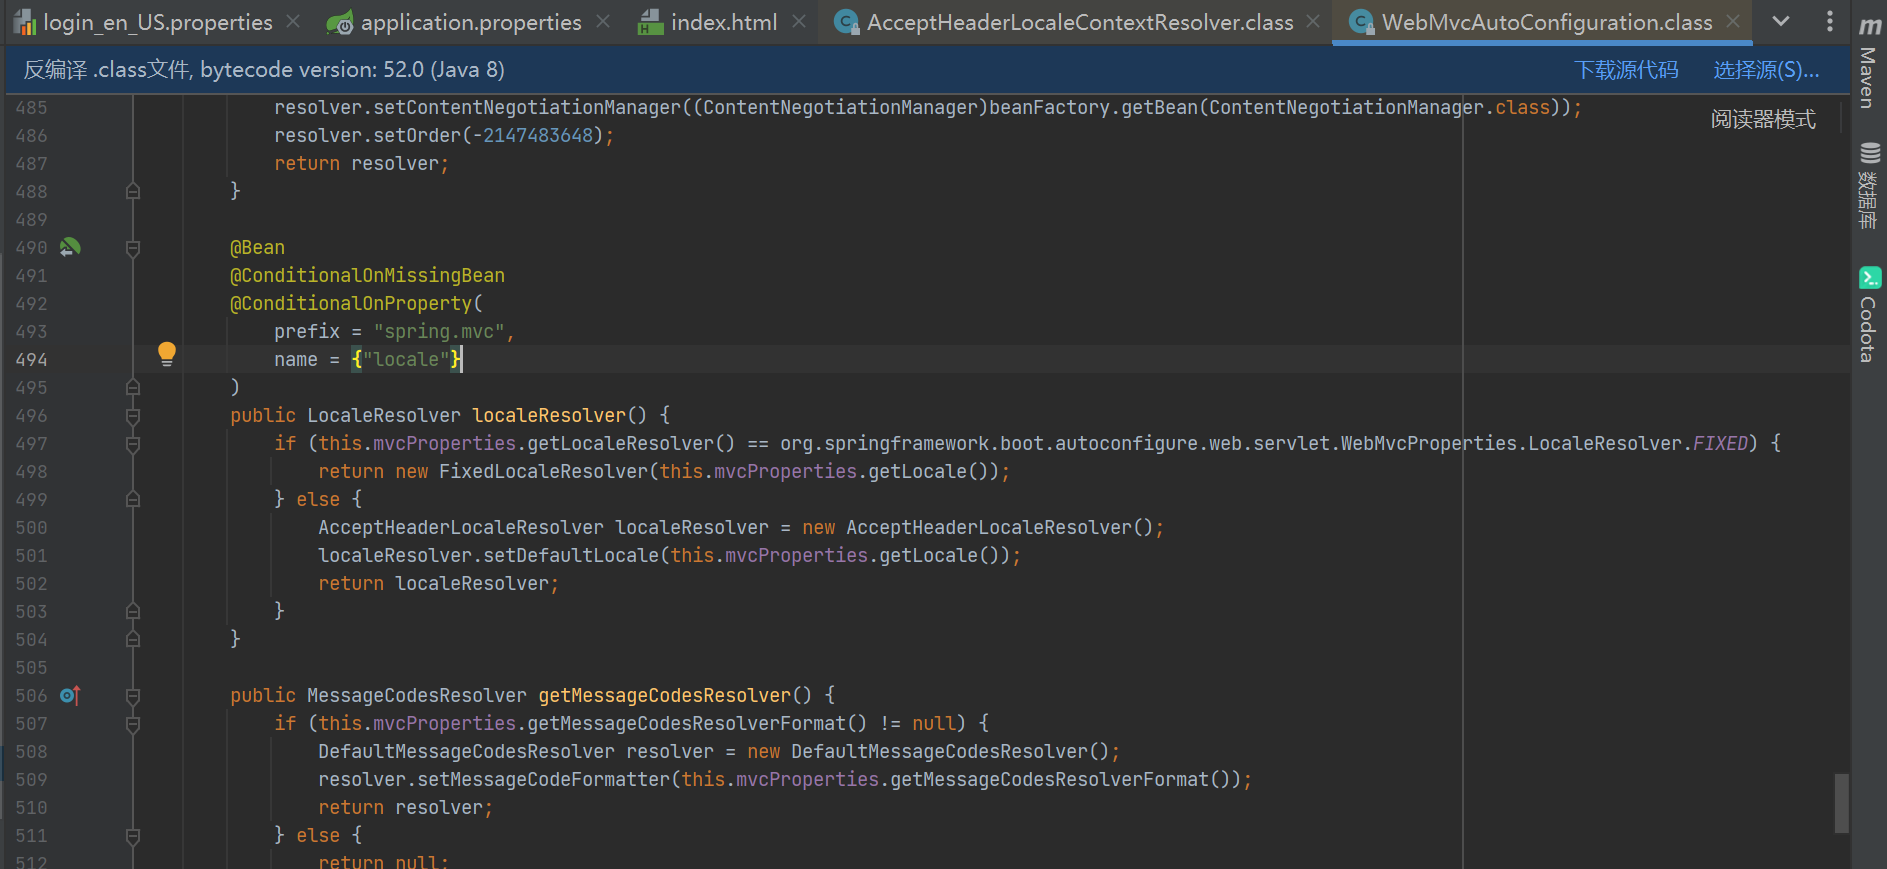 login_en_US.properties application.properties index.html AcceptHeaderLocaleContextResolver.class WebMvcAutoConfiguration.class
反编译 .class文件, bytecode version: 52.0 (Java 8) 下载源代码 选择源(S)...
阅读器模式
485 resolver.setContentNegotiationManager((ContentNegotiationManager)beanFactory.getBean(ContentNegotiationManager.class));
486 resolver.setOrder(-2147483648);
487 return resolver;
488 }
489
490 @Bean
491 @ConditionalOnMissingBean
492 @ConditionalOnProperty(
493 prefix = "spring.mvc",
494 name = {"locale"}
495 )
496 public LocaleResolver localeResolver() {
497 if (this.mvcProperties.getLocaleResolver() == org.springframework.boot.autoconfigure.web.servlet.WebMvcProperties.LocaleResolver.FIXED) {
498 return new FixedLocaleResolver(this.mvcProperties.getLocale());
499 } else {
500 AcceptHeaderLocaleResolver localeResolver = new AcceptHeaderLocaleResolver();
501 localeResolver.setDefaultLocale(this.mvcProperties.getLocale());
502 return localeResolver;
503 }
504 }
505
506 public MessageCodesResolver getMessageCodesResolver() {
507 if (this.mvcProperties.getMessageCodesResolverFormat() != null) {
508 DefaultMessageCodesResolver resolver = new DefaultMessageCodesResolver();
509 resolver.setMessageCodeFormatter(this.mvcProperties.getMessageCodesResolverFormat());
510 return resolver;
511 } else {
512 return null;
m Maven
数据库
Codota